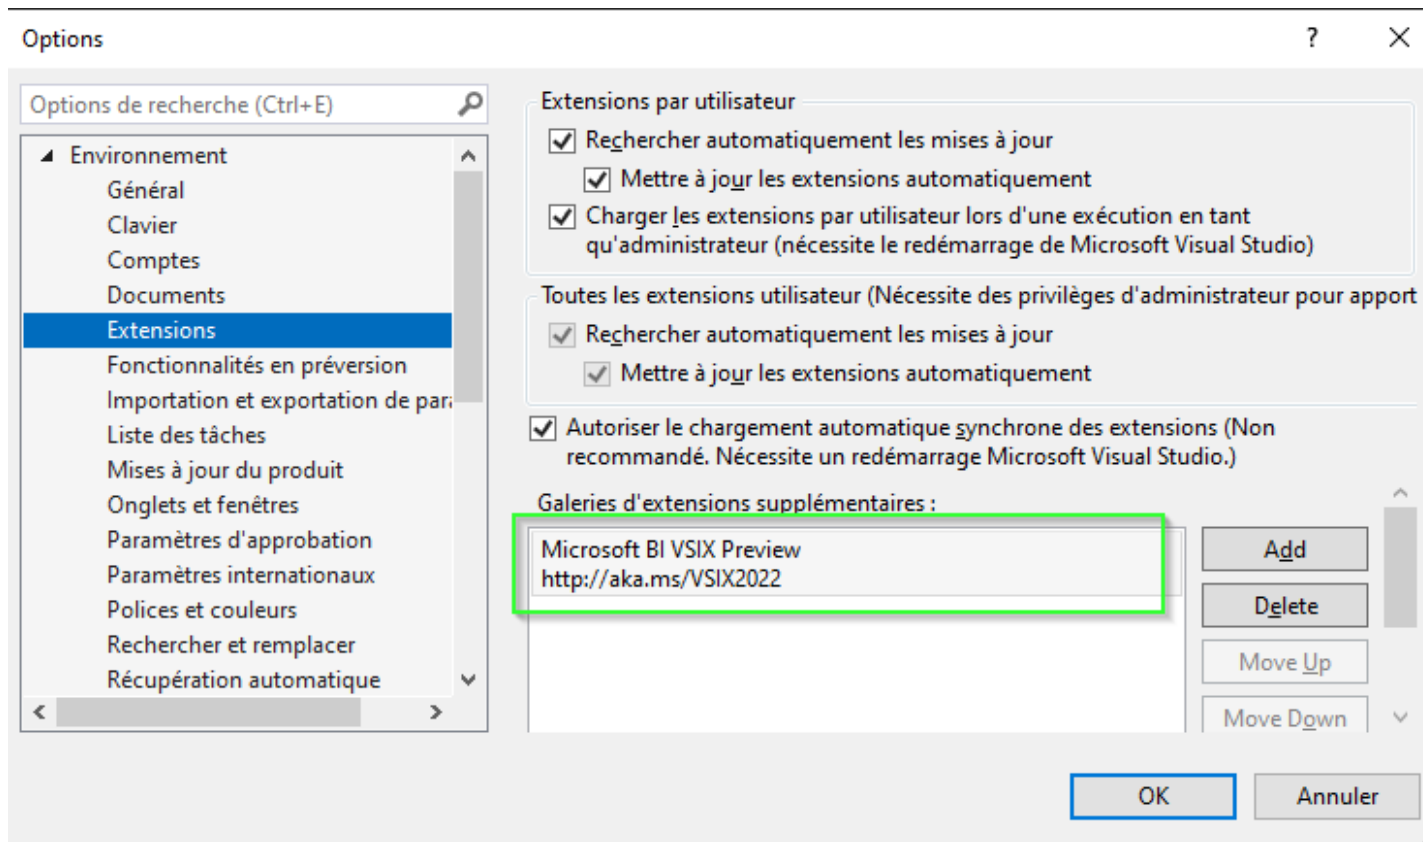 Options
?
Options de recherche (Ctrl+E)
Environnement
Général
Clavier
Comptes
Documents
Extensions
Fonctionnalités en préversion
Importation et exportation de para
Liste des tâches
Mises à jour du produit
Onglets et fenêtres
Paramètres d'approbation
Paramètres internationaux
Polices et couleurs
Rechercher et remplacer
Récupération automatique
Extensions par utilisateur
Rechercher automatiquement les mises à jour
Mettre à jour les extensions automatiquement
Charger les extensions par utilisateur lors d'une exécution en tant
qu'administrateur (nécessite le redémarrage de Microsoft Visual Studio)
Toutes les extensions utilisateur (Nécessite des privilèges d'administrateur pour apport
Rechercher automatiquement les mises à jour
Mettre à jour les extensions automatiquement
Autoriser le chargement automatique synchrone des extensions (Non
recommandé. Nécessite un redémarrage Microsoft Visual Studio.)
Galeries d'extensions supplémentaires :
Microsoft BI VSIX Preview
http://aka.ms/VSIX2022
Add
Delete
Move Up
Move Down
OK
Annuler